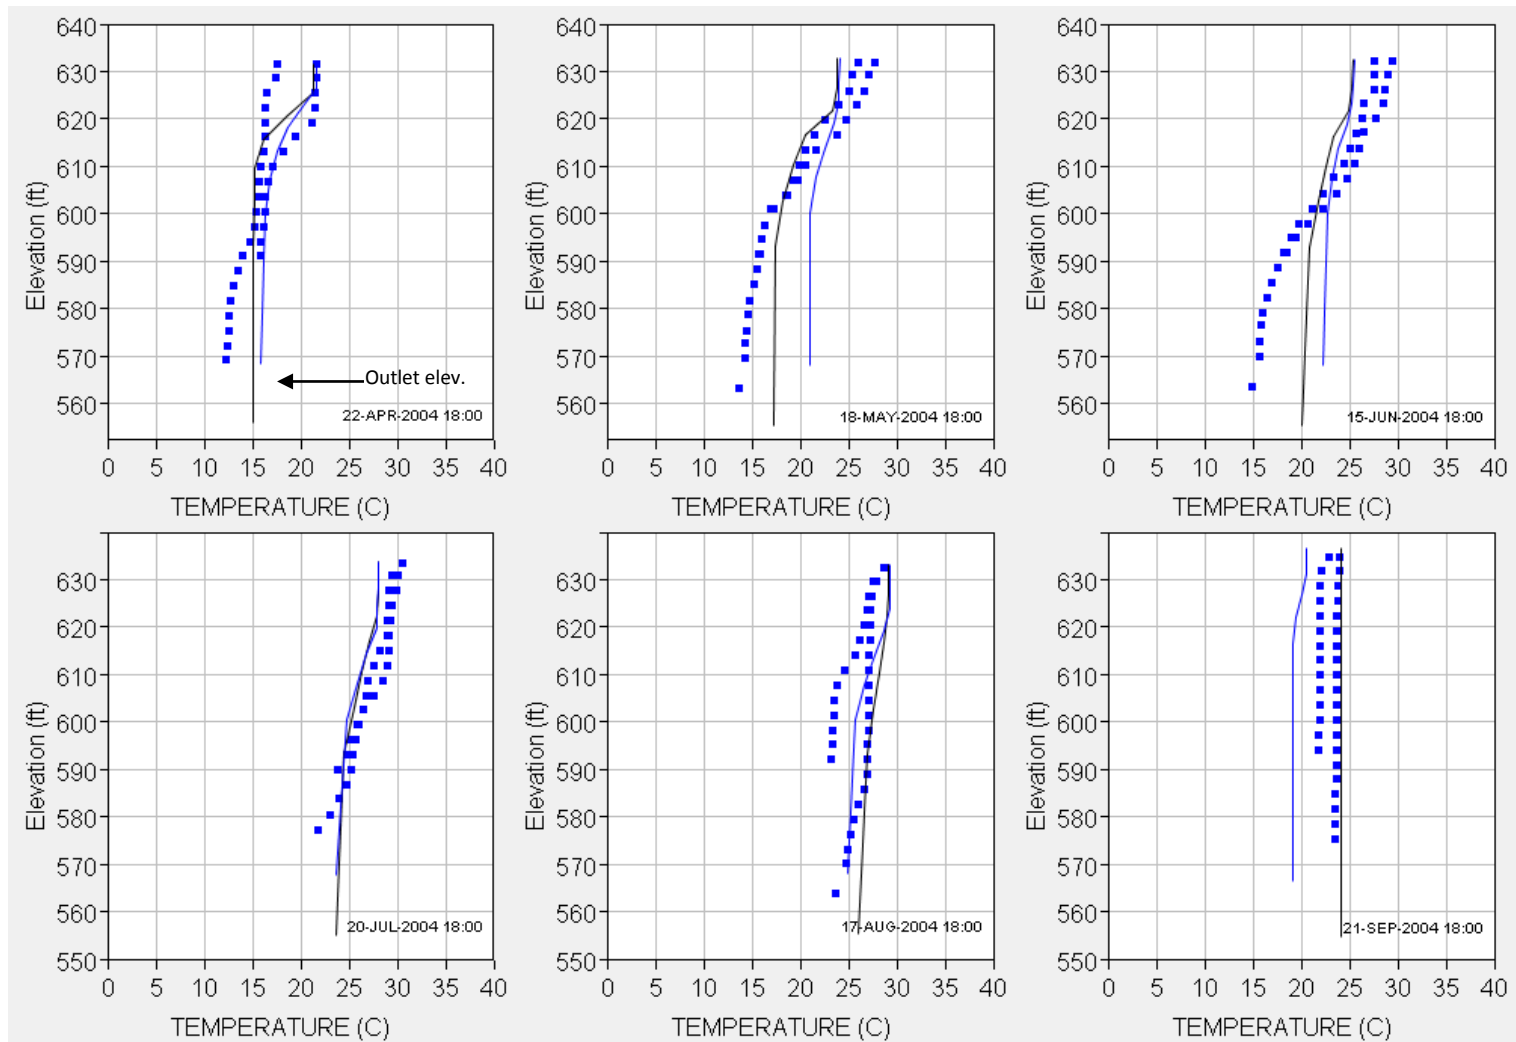 640
630
620
610
600
590
580
570
560
Elevation (ft)
Outlet elev.
22-APR-2004 18:00
0 5 10 15 20 25 30 35 40
TEMPERATURE (C)
640
630
620
610
600
590
580
570
560
Elevation (ft)
18-MAY-2004 18:00
0 5 10 15 20 25 30 35 40
TEMPERATURE (C)
640
630
620
610
600
590
580
570
560
Elevation (ft)
15-JUN-2004 18:00
0 5 10 15 20 25 30 35 40
TEMPERATURE (C)
630
620
610
600
590
580
570
560
550
Elevation (ft)
20-JUL-2004 18:00
0 5 10 15 20 25 30 35 40
TEMPERATURE (C)
630
620
610
600
590
580
570
560
550
Elevation (ft)
17-AUG-2004 18:00
0 5 10 15 20 25 30 35 40
TEMPERATURE (C)
630
620
610
600
590
580
570
560
550
Elevation (ft)
21-SEP-2004 18:00
0 5 10 15 20 25 30 35 40
TEMPERATURE (C)